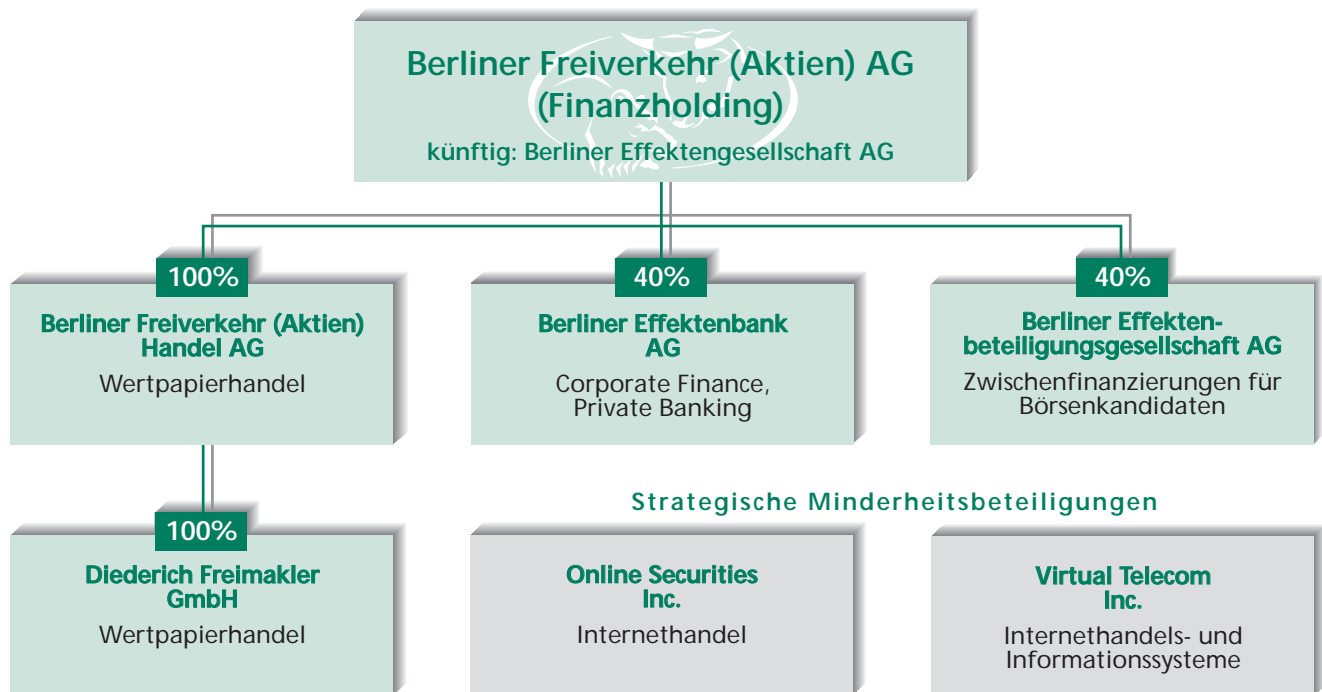 Berliner Freiverkehr (Aktien) AG
(Finanzholding)
künftig: Berliner Effektengesellschaft AG
100%
Berliner Freiverkehr (Aktien)
Handel AG
Wertpapierhandel
40%
Berliner Effektenbank
AG
Corporate Finance,
Private Banking
40%
Berliner Effekten-
beteiligungsgesellschaft AG
Zwischenfinanzierungen für
Börsenkandidaten
100%
Diederich Freimakler
GmbH
Wertpapierhandel
Strategische Minderheitsbeteiligungen
Online Securities
Inc.
Internethandel
Virtual Telecom
Inc.
Internethandels- und
Informationssysteme